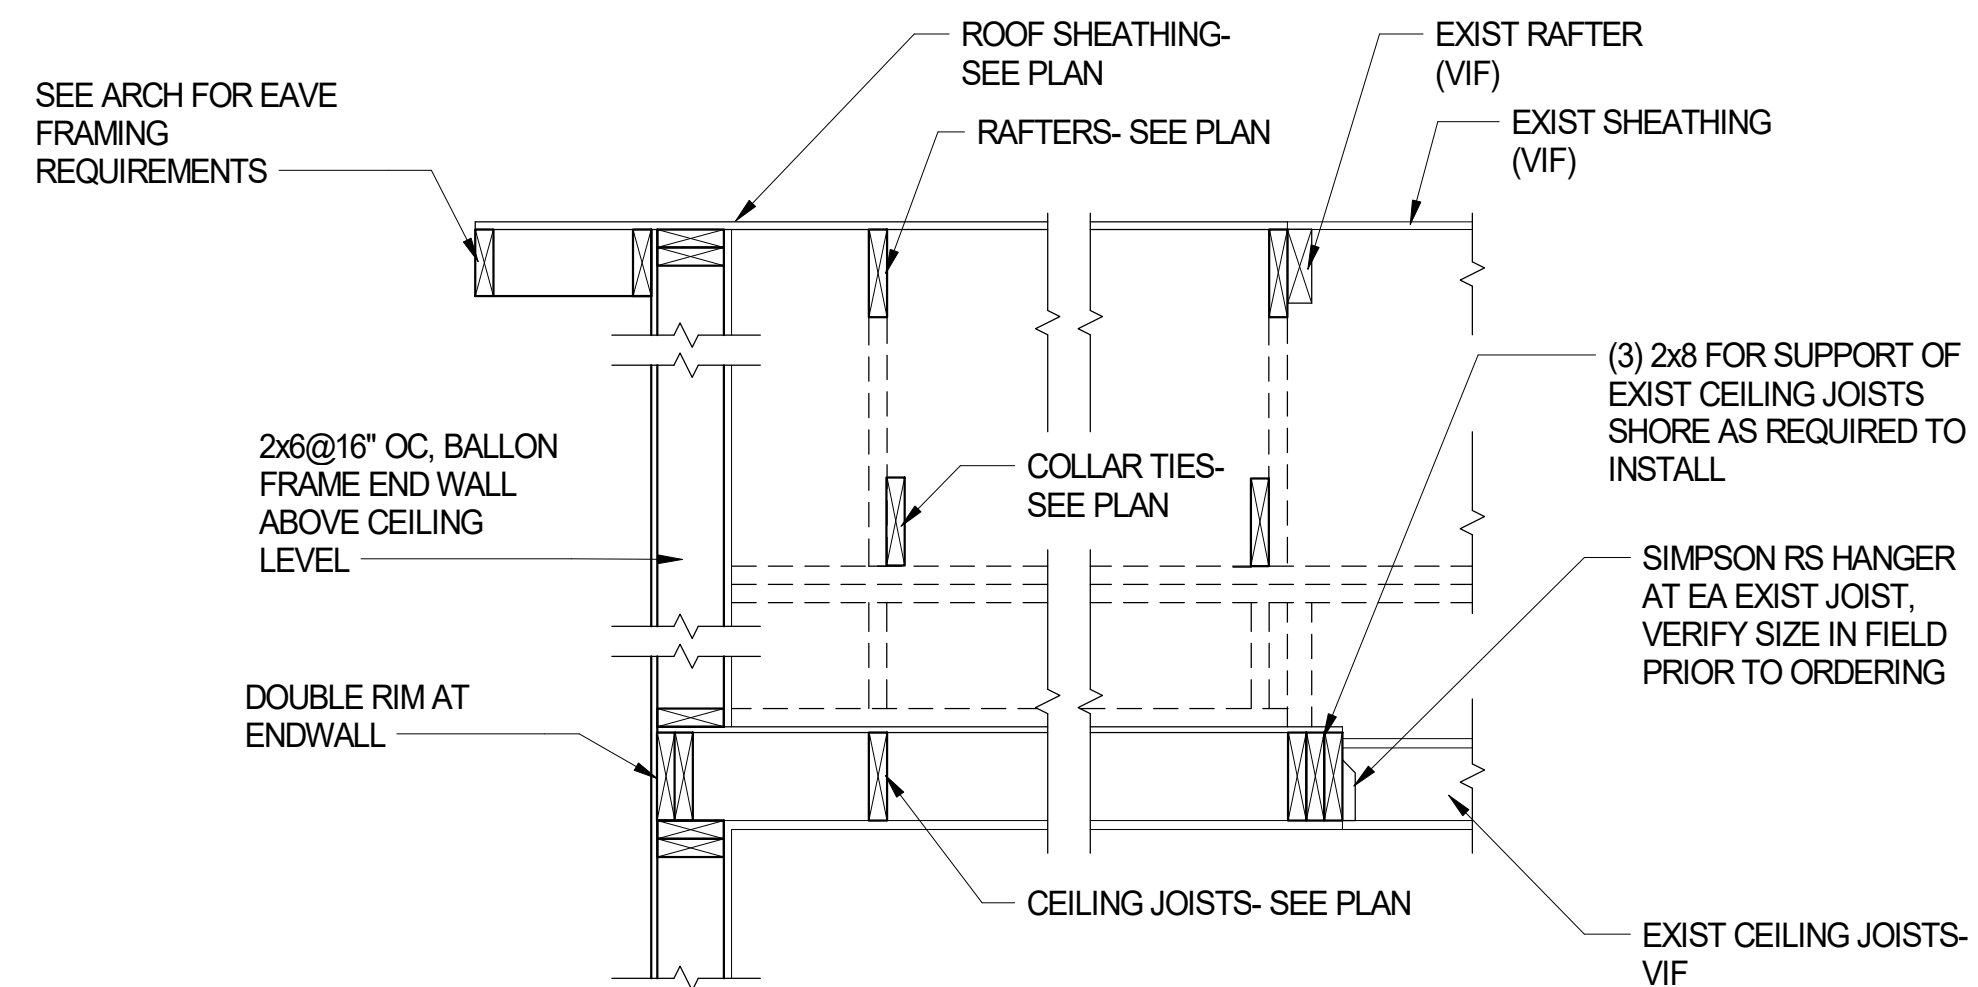 ROOF SHEATHING-
SEE PLAN
EXIST RAFTER
(VIF)
SEE ARCH FOR EAVE
FRAMING
REQUIREMENTS
RAFTERS- SEE PLAN
EXIST SHEATHING
(VIF)
(3) 2x8 FOR SUPPORT OF
EXIST CEILING JOISTS
SHORE AS REQUIRED TO
INSTALL
2x6@16" OC, BALLON
FRAME END WALL
ABOVE CEILING
LEVEL
COLLAR TIES-
SEE PLAN
SIMPSON RS HANGER
AT EA EXIST JOIST,
VERIFY SIZE IN FIELD
PRIOR TO ORDERING
DOUBLE RIM AT
ENDWALL
CEILING JOISTS- SEE PLAN
EXIST CEILING JOISTS-
VIF